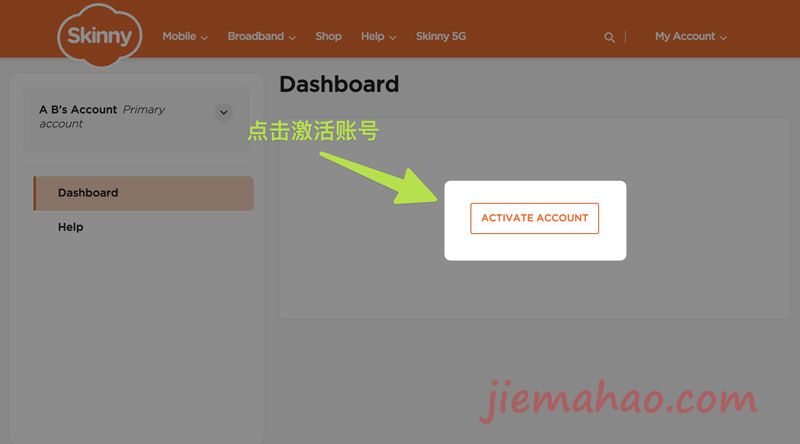 Skinny
Mobile Broadband Shop Help Skinny 5G My Account
Dashboard
A B's Account Primary
account
点击激活账号
Dashboard
ACTIVATE ACCOUNT
Help
jiemahao.com